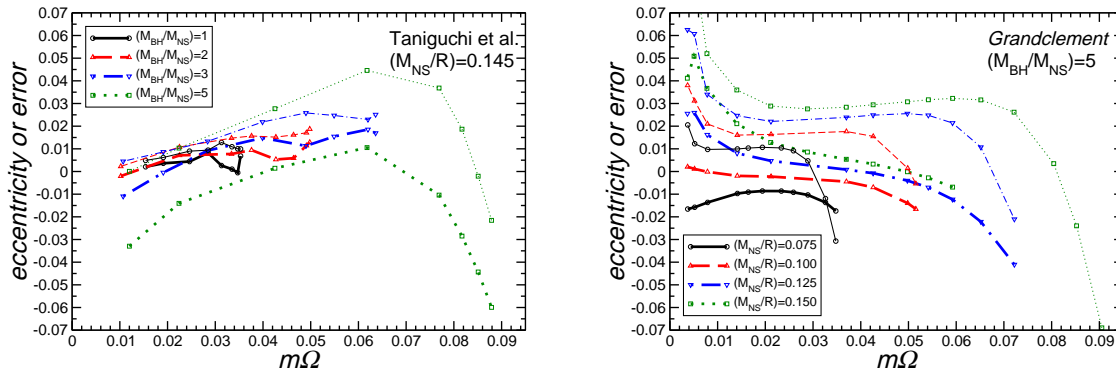 (M_BH/M_NS)=1
(M_BH/M_NS)=2
(M_BH/M_NS)=3
(M_BH/M_NS)=5
Taniguchi et al.
(M_NS/R)=0.145
0.07
0.06
0.05
0.04
0.03
0.02
0.01
0
-0.01
-0.02
-0.03
-0.04
-0.05
-0.06
0.07
eccentricity or error
0 0.01 0.02 0.03 0.04 0.05 0.06 0.07 0.08 0.09
mΩ
Grandclement
(M_BH/M_NS)=5
0.07
0.06
0.05
0.04
0.03
0.02
0.01
0
-0.01
-0.02
-0.03
-0.04
-0.05
-0.06
0.07
eccentricity or error
(M_NS/R)=0.075
(M_NS/R)=0.100
(M_NS/R)=0.125
(M_NS/R)=0.150
0 0.01 0.02 0.03 0.04 0.05 0.06 0.07 0.08 0.09
mΩ